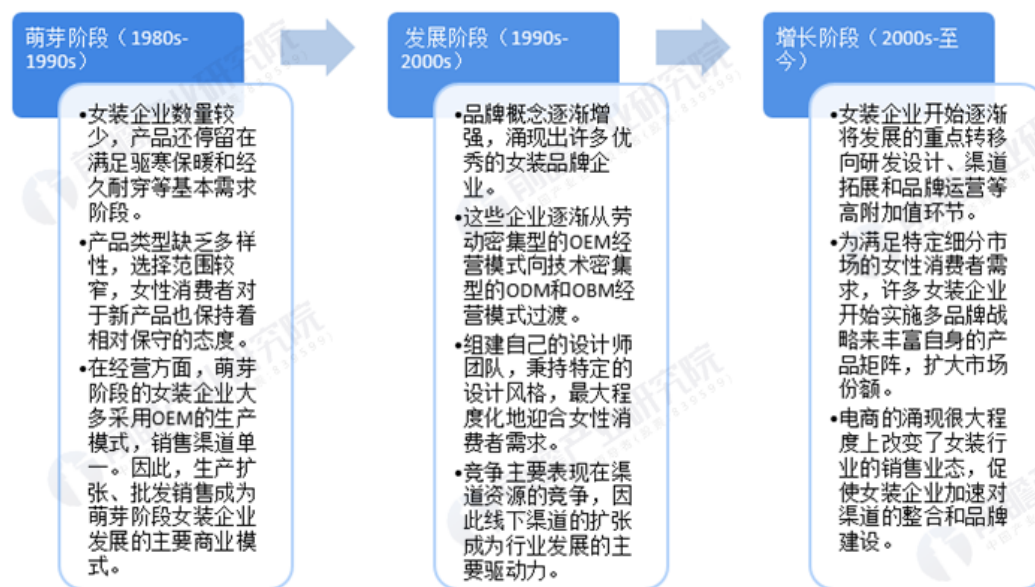 萌芽阶段（1980s-
1990s）
•女装企业数量较
少，产品还停留在
满足驱寒保暖和经
久耐穿等基本需求
阶段。
•产品类型缺乏多样
性，选择范围较
窄，女性消费者对
于新产品也保持着
相对保守的态度。
•在经营方面，萌芽
阶段的女装企业大
多采用OEM的生产
模式，销售渠道单
一。因此，生产扩
张、批发销售成为
萌芽阶段女装企业
发展的主要商业模
式。
发展阶段（1990s-
2000s）
•品牌概念逐渐增
强，涌现出许多优
秀的女装品牌企
业。
•这些企业逐渐从劳
动密集型的OEM经
营模式向技术密集
型的ODM和OBM经
营模式过渡。
•组建自己的设计师
团队，秉持特定的
设计风格，最大程
度化地迎合女性消
费者需求。
•竞争主要表现在渠
道资源的竞争，因
此线下渠道的扩张
成为行业发展的主
要驱动力。
增长阶段（2000s-至
今）
•女装企业开始逐渐
将发展的重点转移
向研发设计、渠道
拓展和品牌运营等
高附加值环节。
•为满足特定细分市
场的女性消费者需
求，许多女装企业
开始实施多品牌战
略来丰富自身的产
品矩阵，扩大市场
份额。
•电商的涌现很大程
度上改变了女装行
业的销售业态，促
使女装企业加速对
渠道的整合和品牌
建设。